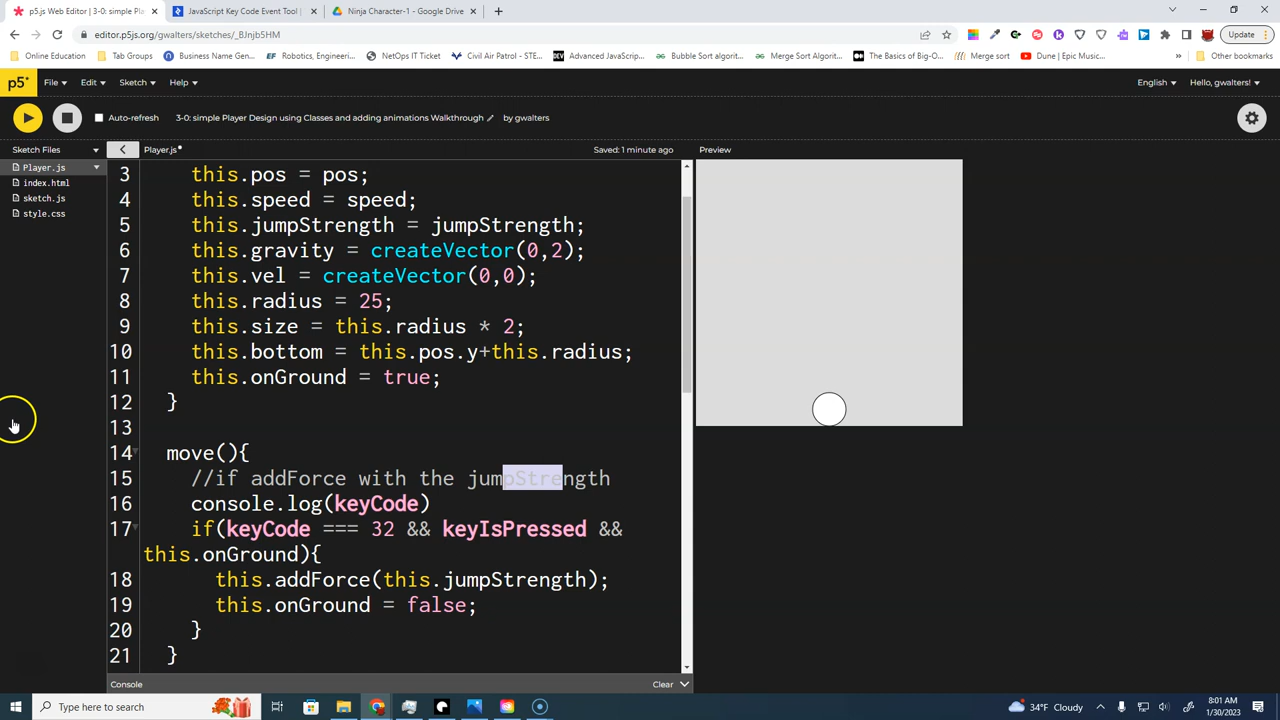 p5.js Web Editor | 3-0: simple Pla
JavaScript Key Code Event Tool |
Ninja Character-1 - Google Drive
editor.p5js.org/gwalters/sketches/_BJnjb5HM
Update
Online Education
Tab Groups
Business Name Gen...
Robotics, Engineerin...
NetOps IT Ticket
Civil Air Patrol - STE...
Advanced JavaScrip...
Bubble Sort algorit...
Merge Sort Algorit...
The Basics of Big-O...
Merge sort
Dune | Epic Music...
»
Other bookmarks
p5*
File
Edit
Sketch
Help
English
Hello, gwalters!
Auto-refresh
3-0: simple Player Design using Classes and adding animations Walkthrough
by gwalters
Sketch Files
Player.js
index.html
sketch.js
style.css
Player.js
Saved: 1 minute ago
Preview
3 this.pos = pos;
4 this.speed = speed;
5 this.jumpStrength = jumpStrength;
6 this.gravity = createVector(0,2);
7 this.vel = createVector(0,0);
8 this.radius = 25;
9 this.size = this.radius * 2;
10 this.bottom = this.pos.y+this.radius;
11 this.onGround = true;
12 }
13
14 move(){
15 //if addForce with the jumpStrength
16 console.log(keyCode)
17 if(keyCode === 32 && keyIsPressed &&
this.onGround){
18 this.addForce(this.jumpStrength);
19 this.onGround = false;
20 }
21 }
Console
Clear
Type here to search
34°F Cloudy
8:01 AM
1/30/2023